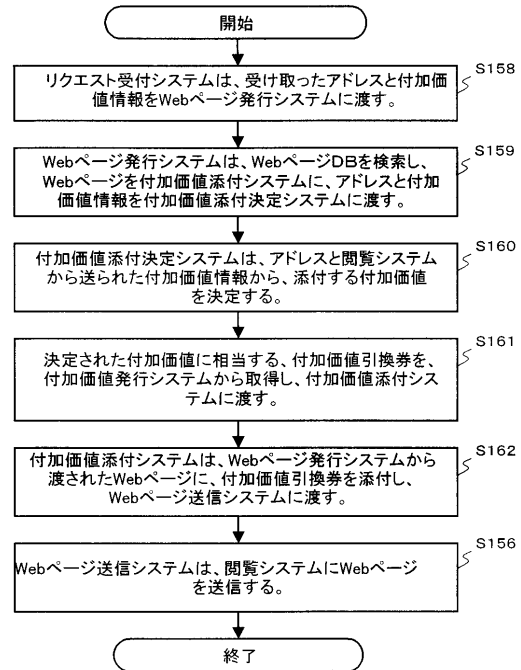 開始
リクエスト受付システムは、受け取ったアドレスと付加価
値情報をWebページ発行システムに渡す。
S158
Webページ発行システムは、WebページDBを検索し、
Webページを付加価値添付システムに、アドレスと付加
価値情報を付加価値添付決定システムに渡す。
S159
付加価値添付決定システムは、アドレスと閲覧システム
から送られた付加価値情報から、添付する付加価値
を決定する。
S160
決定された付加価値に相当する、付加価値引換券を、
付加価値発行システムから取得し、付加価値添付シス
テムに渡す。
S161
付加価値添付システムは、Webページ発行システムから
渡されたWebページに、付加価値引換券を添付し、
Webページ送信システムに渡す。
S162
Webページ送信システムは、閲覧システムにWebページ
を送信する。
S156
終了